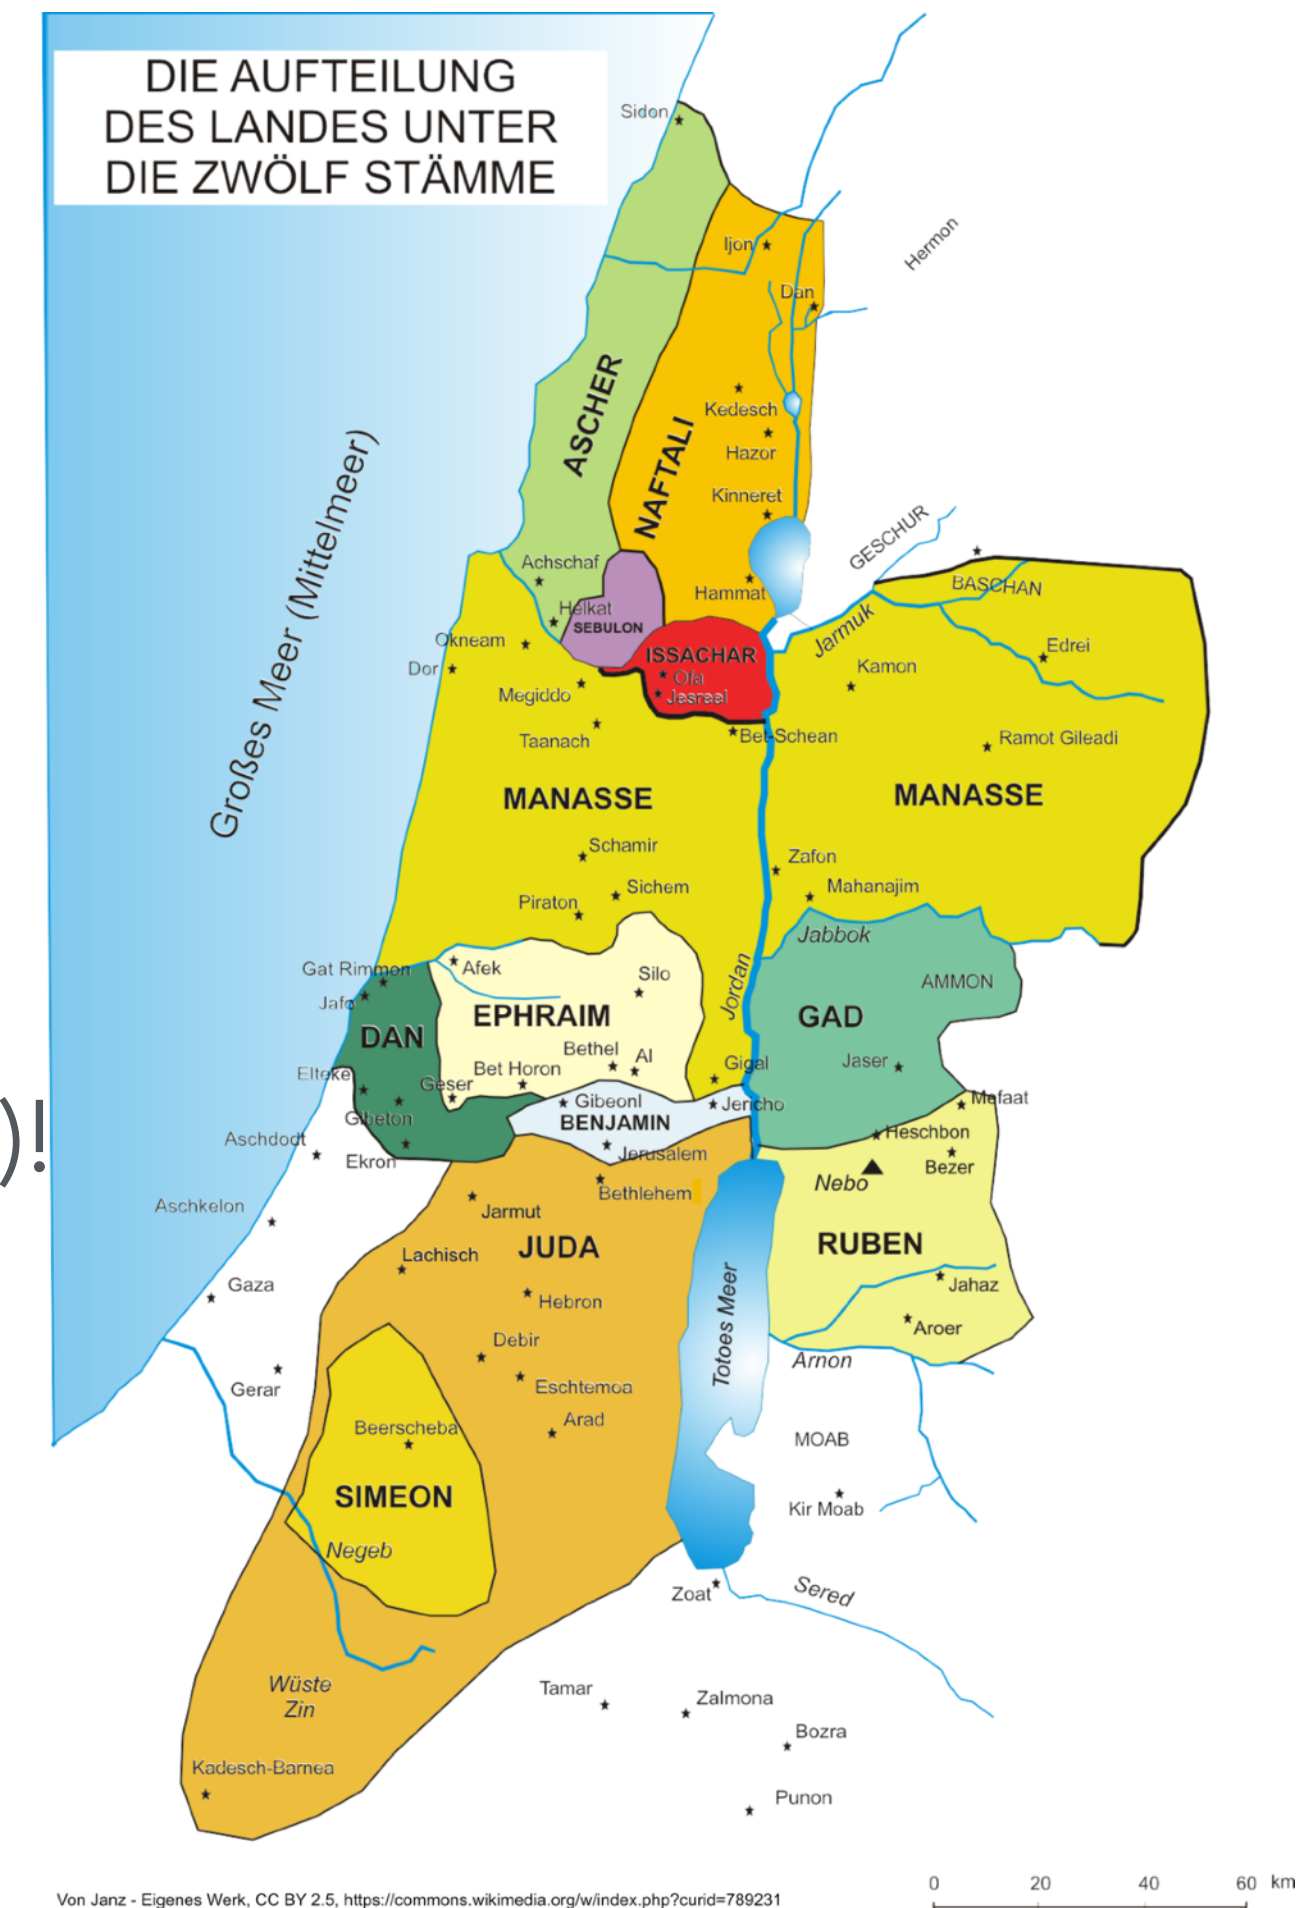 DIE AUFTEILUNG
DES LANDES UNTER
DIE ZWÖLF STÄMME
Sidon
Hermon
Ijon
Dan
ASCHER
NAFTALI
Kedesch
Hazor
Kinneret
Großes Meer (Mittelmeer)
GESCHUR
Achschaf
BASCHAN
Hammat
Helkat
SEBULON
Jarmuk
Okneam
ISSACHAR
Edrei
Dor
Kamon
Ofa
Megiddo
Jesreel
Taanach
Bet-Schean
Ramot Gileadi
MANASSE
MANASSE
Schamir
Zafon
Sichem
Mahanajim
Piraton
Jabbok
Gat Rimmon
Afek
Silo
Jordan
AMMON
Jafo
EPHRAIM
GAD
DAN
Bethel
Al
Gigal
Jaser
Elteke
Geser
Bet Horon
Gibeonl
Jericho
Mefaat
)!
Gibeton
BENJAMIN
Heschbon
Aschdodt
Jerusalem
Ekron
Bezer
Nebo
Bethlehem
Aschkelon
Jarmut
JUDA
RUBEN
Lachisch
Gaza
Hebron
Totoes Meer
Jahaz
Debir
Aroer
Arnon
Gerar
Eschtemoa
Arad
Beerscheba
MOAB
SIMEON
Kir Moab
Negeb
Zoat
Sered
Wüste
Zin
Tamar
Zalmona
Bozra
Kadesch-Barnea
Punon
0 20 40 60 km
Von Janz - Eigenes Werk, CC BY 2.5, https://commons.wikimedia.org/w/index.php?curid=789231